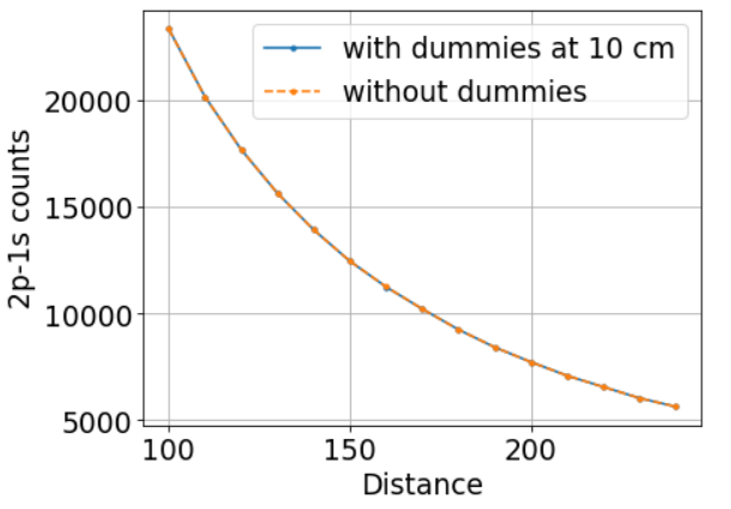 with dummies at 10 cm
without dummies
20000
15000
10000
5000
2p-1s counts
100 150 200
Distance